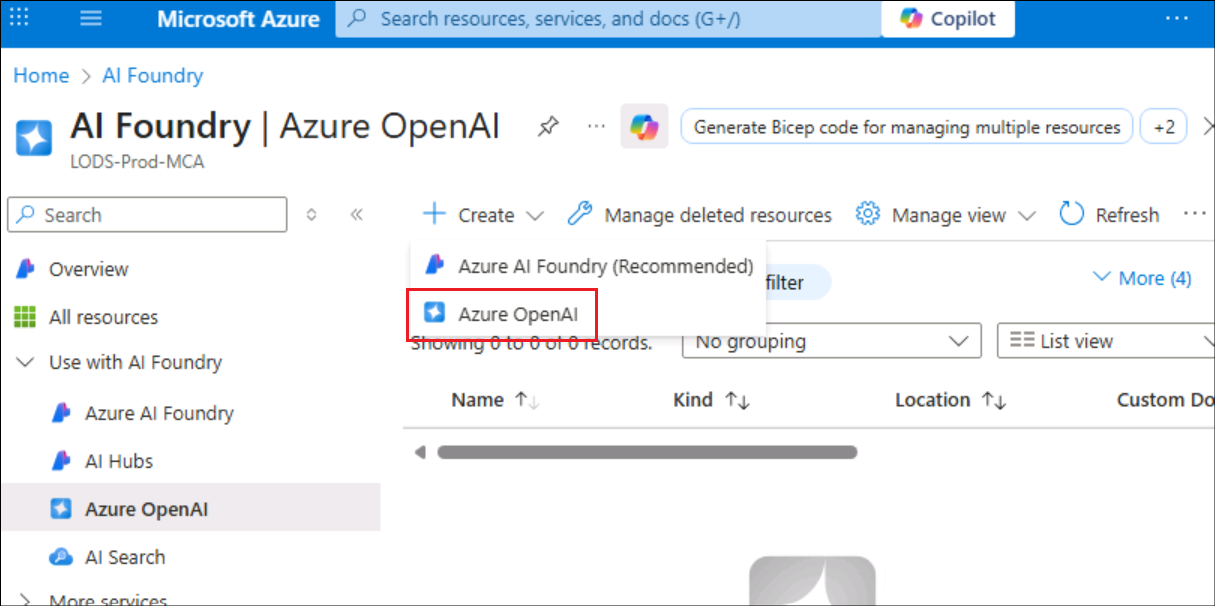 Microsoft Azure Search resources, services, and docs (G+/) Copilot ...
Home > AI Foundry
AI Foundry | Azure OpenAI ... Generate Bicep code for managing multiple resources +2
LODS-Prod-MCA
Search + Create Manage deleted resources Manage view Refresh ...
Overview Azure AI Foundry (Recommended) filter More (4)
All resources Azure OpenAI
Showing 0 to 0 of 0 records. No grouping List view
Use with AI Foundry
Name ↑↓ Kind ↑↓ Location ↑↓ Custom Do
Azure AI Foundry
AI Hubs
Azure OpenAI
AI Search
More services